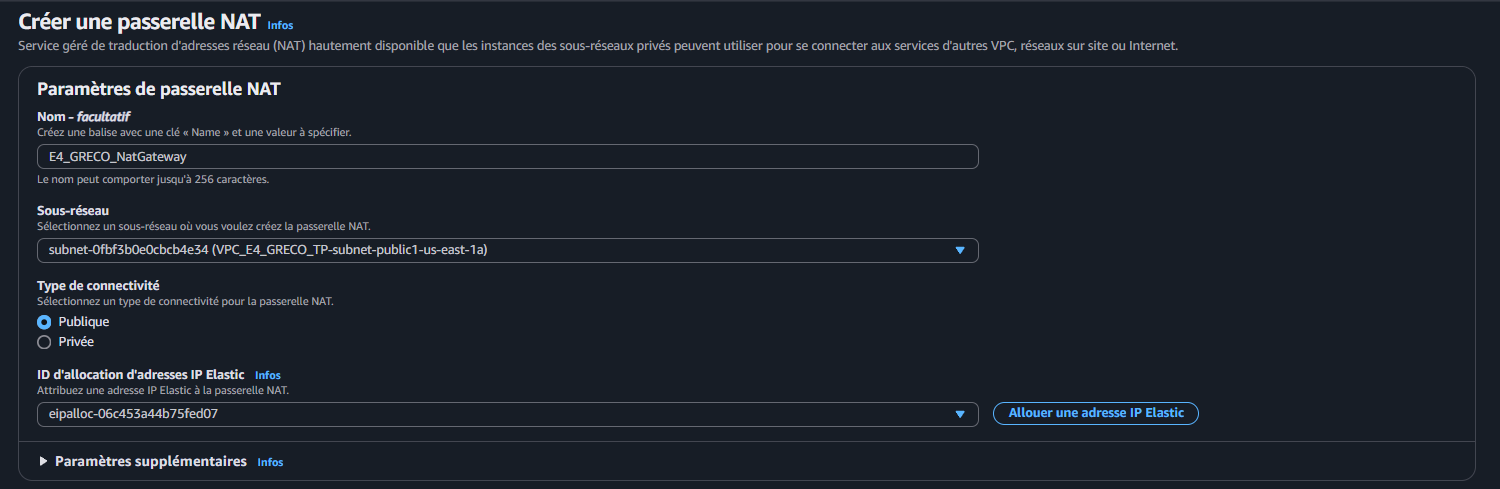 Créer une passerelle NAT Infos
Service géré de traduction d'adresses réseau (NAT) hautement disponible que les instances des sous-réseaux privés peuvent utiliser pour se connecter aux services d'autres VPC, réseaux sur site ou Internet.
Paramètres de passerelle NAT
Nom - facultatif
Créez une balise avec une clé « Name » et une valeur à spécifier.
E4_GRECO_NatGateway
Le nom peut comporter jusqu'à 256 caractères.
Sous-réseau
Sélectionnez un sous-réseau où vous voulez créez la passerelle NAT.
subnet-0fbf3b0e0cbcb4e34 (VPC_E4_GRECO_TP-subnet-public1-us-east-1a)
Type de connectivité
Sélectionnez un type de connectivité pour la passerelle NAT.
Publique
Privée
ID d'allocation d'adresses IP Elastic Infos
Attribuez une adresse IP Elastic à la passerelle NAT.
eipalloc-06c453a44b75fed07
Allouer une adresse IP Elastic
Paramètres supplémentaires Infos